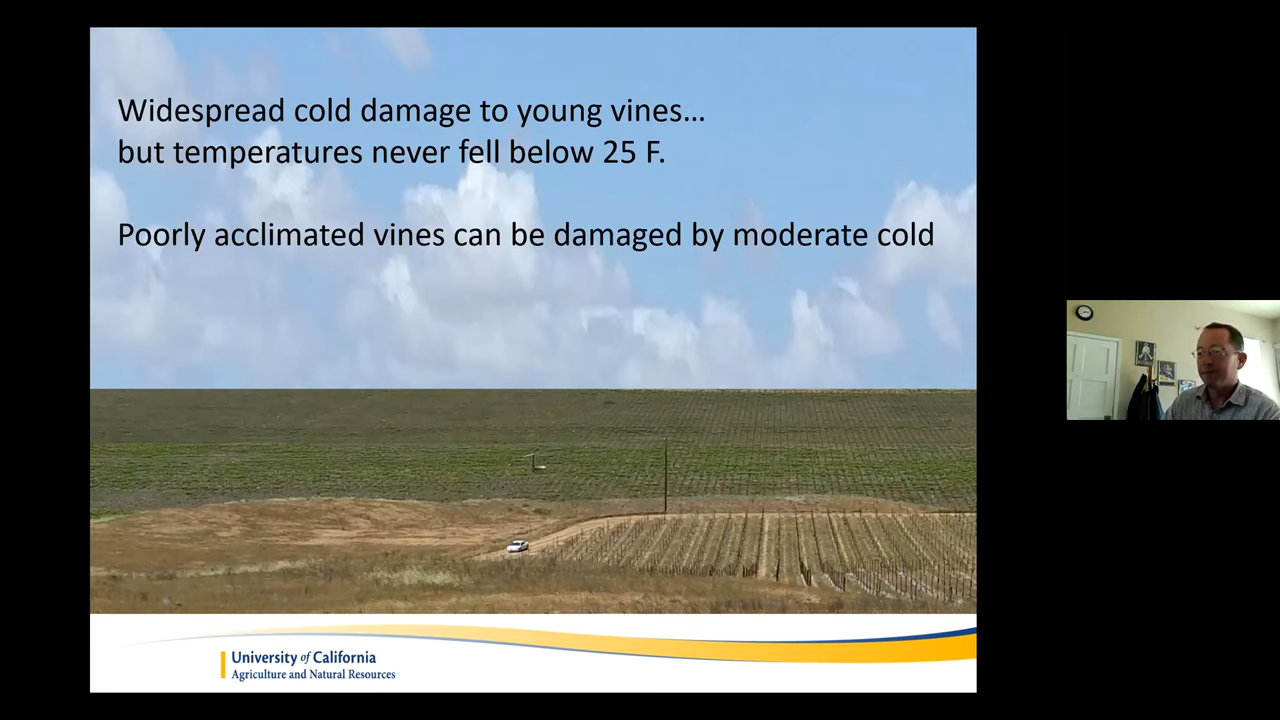 Widespread cold damage to young vines…
but temperatures never fell below 25 F.
Poorly acclimated vines can be damaged by moderate cold
University of California
Agriculture and Natural Resources